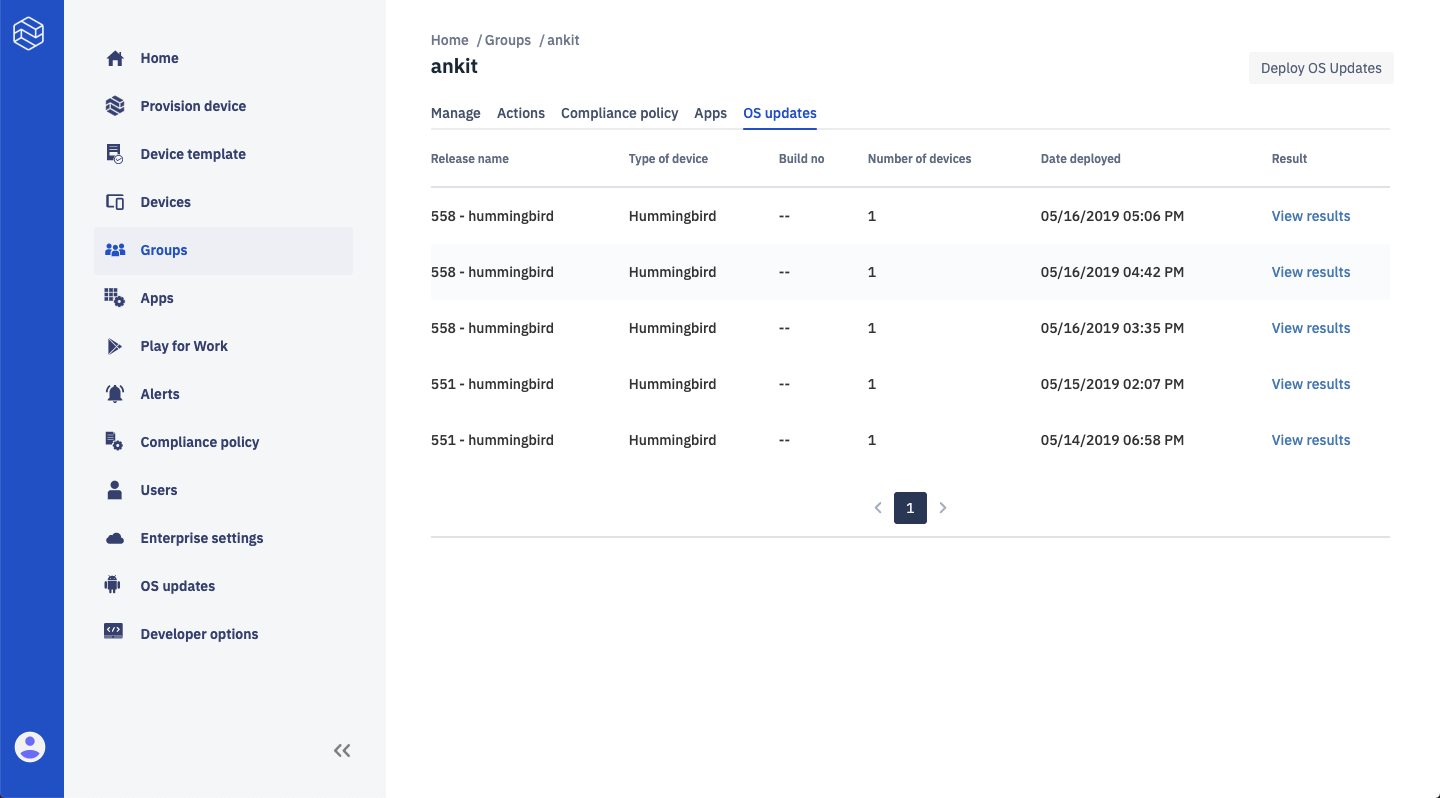 Home
Provision device
Device template
Devices
Groups
Apps
Play for Work
Alerts
Compliance policy
Users
Enterprise settings
OS updates
Developer options
Home / Groups / ankit
ankit
Deploy OS Updates
Manage Actions Compliance policy Apps OS updates
Release name Type of device Build no Number of devices Date deployed Result
558 - hummingbird Hummingbird -- 1 05/16/2019 05:06 PM View results
558 - hummingbird Hummingbird -- 1 05/16/2019 04:42 PM View results
558 - hummingbird Hummingbird -- 1 05/16/2019 03:35 PM View results
551 - hummingbird Hummingbird -- 1 05/15/2019 02:07 PM View results
551 - hummingbird Hummingbird -- 1 05/14/2019 06:58 PM View results
1